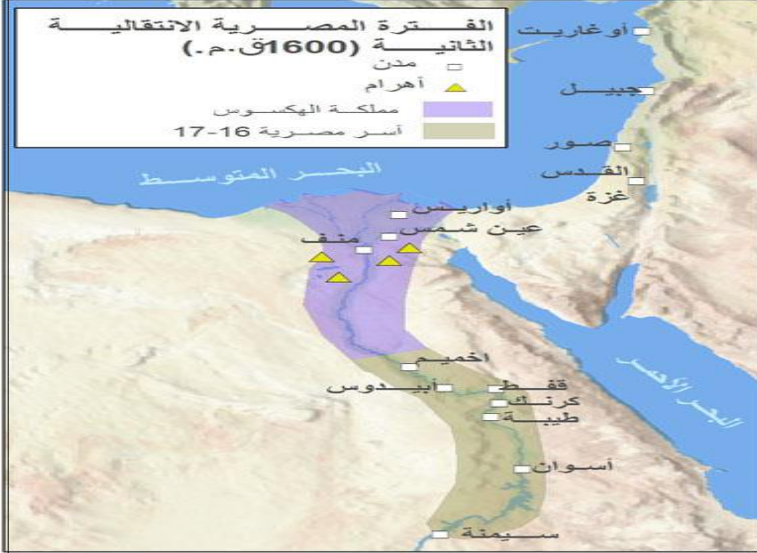 الفترة المصرية الانتقالية
الثانية (1600ق.م.)
مدن
أهرام
مملكة الهكسوس
أسر مصرية 16-17
أوغاريت
جبيل
صور
القدس
غزة
البحر المتوسط
أواريس
عين شمس
منف
اخميم
أبيدوس
قفط
كرنك
طيبة
البحر الأحمر
أسوان
سيمنة